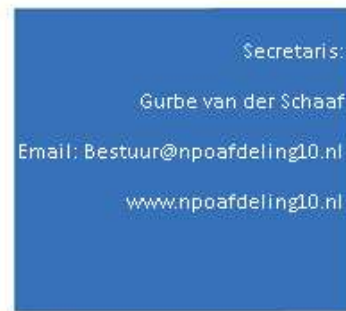 Secretaris:
Gurbe van der Schaaf
Email: Bestuur@npoafdeling10.nl
www.npoafdeling10.nl